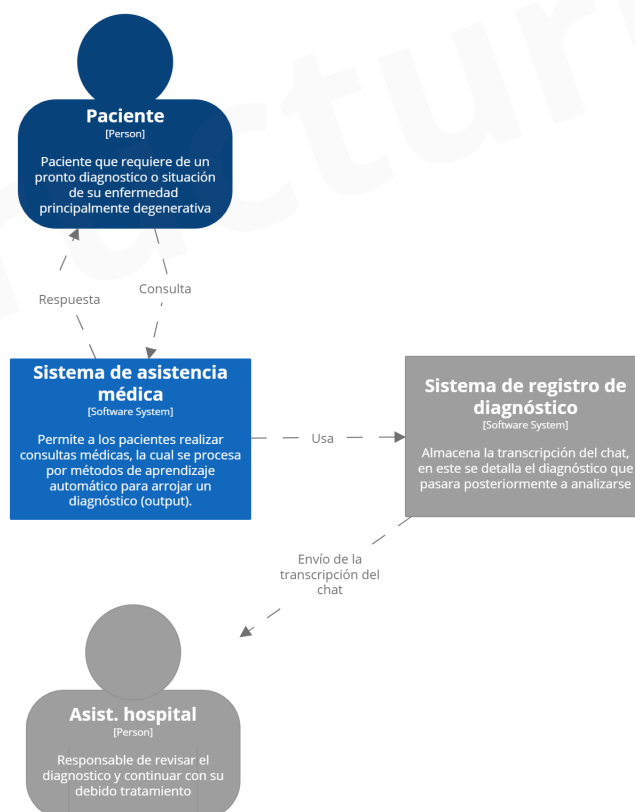 Paciente
[Person]
Paciente que requiere de un
pronto diagnostico o situación
de su enfermedad
principalmente degenerativa
Respuesta
Consulta
Sistema de asistencia
médica
[Software System]
Permite a los pacientes realizar
consultas médicas, la cual se procesa
por métodos de aprendizaje
automático para arrojar un
diagnóstico (output).
Usa
Sistema de registro de
diagnóstico
[Software System]
Almacena la transcripción del chat,
en este se detalla el diagnóstico que
pasara posteriormente a analizarse
Envío de la
transcripción del
chat
Asist. hospital
[Person]
Responsable de revisar el
diagnostico y continuar con su
debido tratamiento